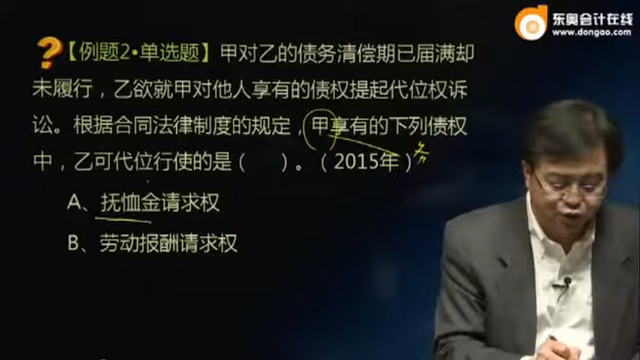 东奥会计在线
www.dongao.com
【例题2·单选题】甲对乙的债务清偿期已届满却
未履行，乙欲就甲对他人享有的债权提起代位权诉
讼。根据合同法律制度的规定，甲享有的下列债权
中，乙可代位行使的是（　　）。（2015年）
A、抚恤金请求权
B、劳动报酬请求权